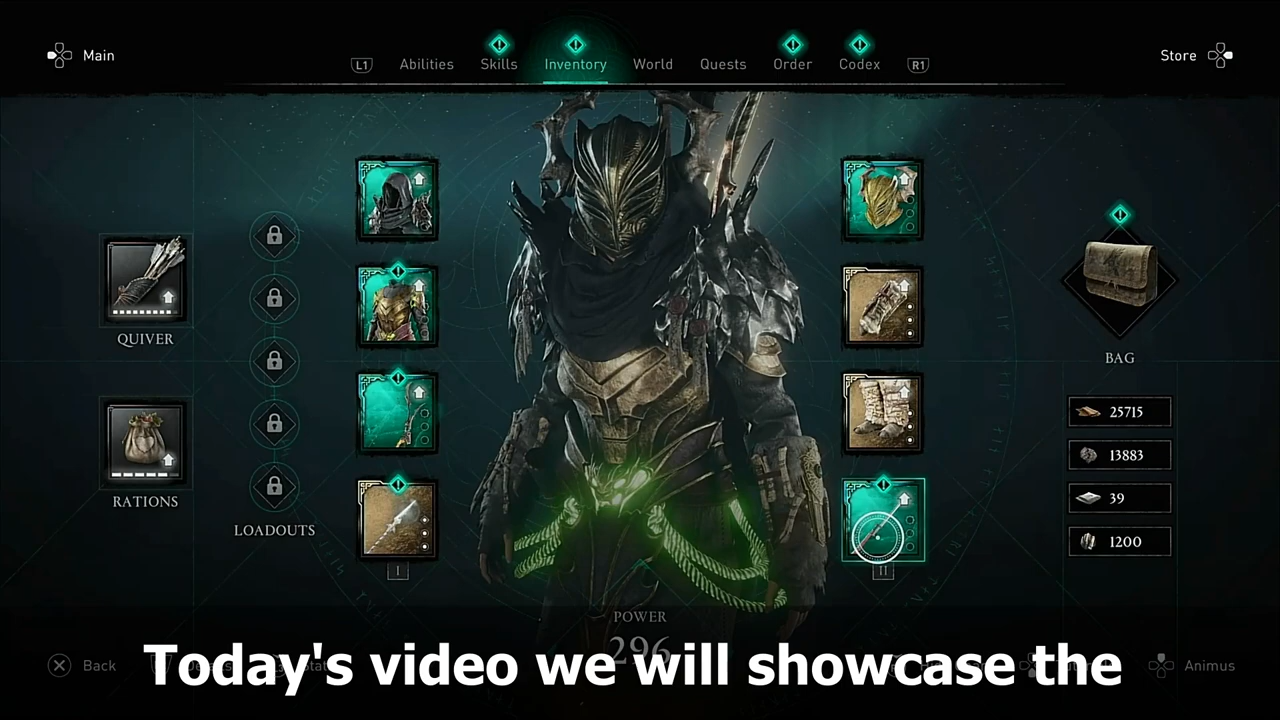 Main
L1
Abilities
Skills
Inventory
World
Quests
Order
Codex
R1
Store
QUIVER
RATIONS
LOADOUTS
I
II
BAG
25715
13883
39
1200
POWER
296
Back
Animus
Today's video we will showcase the